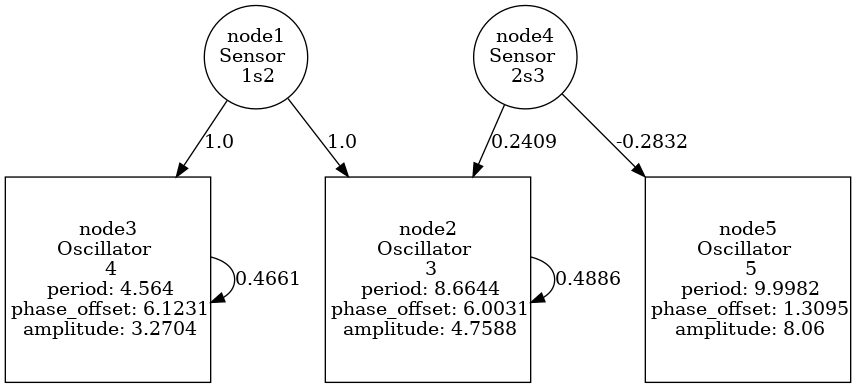 node1
Sensor
1s2
node4
Sensor
2s3
1.0
1.0
0.2409
-0.2832
node3
Oscillator
4
period: 4.564
phase_offset: 6.1231
amplitude: 3.2704
0.4661
node2
Oscillator
3
period: 8.6644
phase_offset: 6.0031
amplitude: 4.7588
0.4886
node5
Oscillator
5
period: 9.9982
phase_offset: 1.3095
amplitude: 8.06